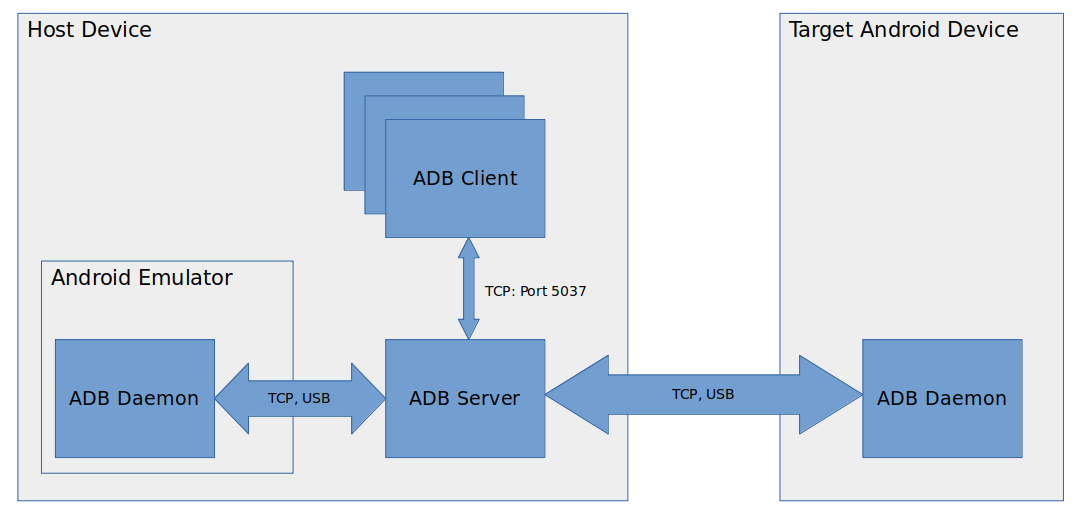 Host Device
Target Android Device
ADB Client
Android Emulator
TCP: Port 5037
ADB Daemon
TCP, USB
ADB Server
TCP, USB
ADB Daemon